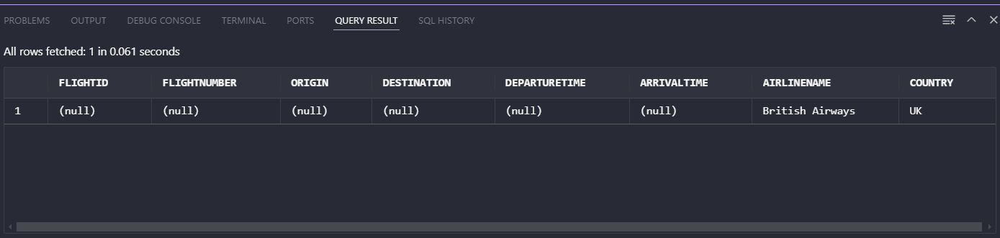 PROBLEMS OUTPUT DEBUG CONSOLE TERMINAL PORTS QUERY RESULT SQL HISTORY
All rows fetched: 1 in 0.061 seconds
FLIGHTID FLIGHTNUMBER ORIGIN DESTINATION DEPARTURETIME ARRIVALTIME AIRLINENAME COUNTRY
1 (null) (null) (null) (null) (null) (null) British Airways UK